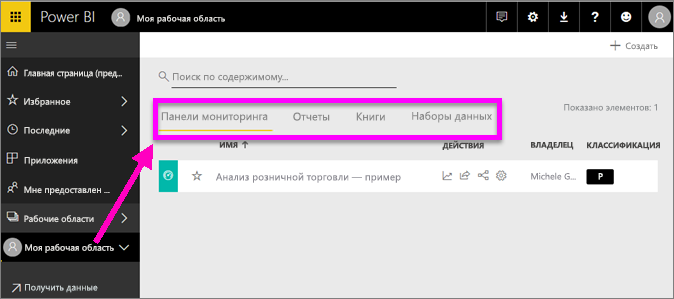 Power BI
Моя рабочая область
Создать
Главная страница (пред...
Поиск по содержимому...
Избранное
Панели мониторинга Отчеты Книги Наборы данных
Показано элементов: 1
Последние
ИМЯ ДЕЙСТВИЯ ВЛАДЕЛЕЦ КЛАССИФИКАЦИЯ
Приложения
Анализ розничной торговли — пример Michele G... P
Мне предоставлен ...
Рабочие области
Моя рабочая область
Получить данные